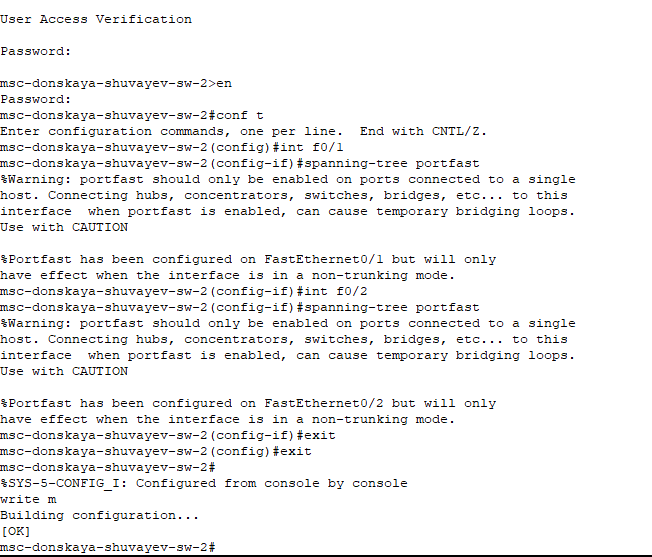 User Access Verification
Password:
msc-donskaya-shuvayev-sw-2>en
Password:
msc-donskaya-shuvayev-sw-2#conf t
Enter configuration commands, one per line.  End with CNTL/Z.
msc-donskaya-shuvayev-sw-2(config)#int f0/1
msc-donskaya-shuvayev-sw-2(config-if)#spanning-tree portfast
%Warning: portfast should only be enabled on ports connected to a single
host. Connecting hubs, concentrators, switches, bridges, etc... to this
interface  when portfast is enabled, can cause temporary bridging loops.
Use with CAUTION
%Portfast has been configured on FastEthernet0/1 but will only
have effect when the interface is in a non-trunking mode.
msc-donskaya-shuvayev-sw-2(config-if)#int f0/2
msc-donskaya-shuvayev-sw-2(config-if)#spanning-tree portfast
%Warning: portfast should only be enabled on ports connected to a single
host. Connecting hubs, concentrators, switches, bridges, etc... to this
interface  when portfast is enabled, can cause temporary bridging loops.
Use with CAUTION
%Portfast has been configured on FastEthernet0/2 but will only
have effect when the interface is in a non-trunking mode.
msc-donskaya-shuvayev-sw-2(config-if)#exit
msc-donskaya-shuvayev-sw-2(config)#exit
msc-donskaya-shuvayev-sw-2#
%SYS-5-CONFIG_I: Configured from console by console
write m
Building configuration...
[OK]
msc-donskaya-shuvayev-sw-2#